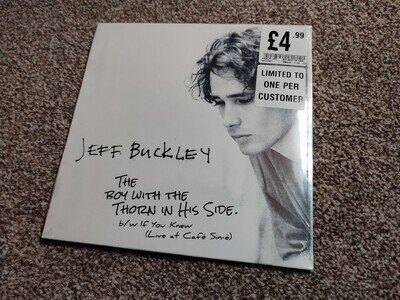 £4.99
LIMITED TO
ONE PER
CUSTOMER
JEFF BUCKLEY
THE
BOY WITH THE
THORN IN HIS SIDE.
b/w If You Knew
(Live at Café Sin-é)